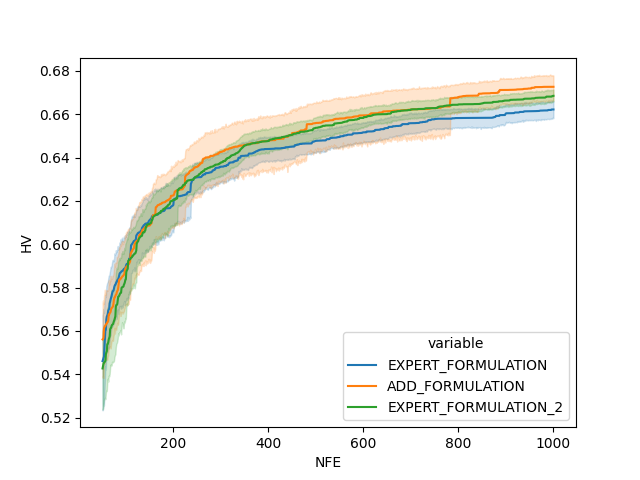 0.68
0.66
0.64
0.62
0.60
0.58
0.56
0.54
0.52
HV
variable
EXPERT_FORMULATION
ADD_FORMULATION
EXPERT_FORMULATION_2
200
400
600
800
1000
NFE